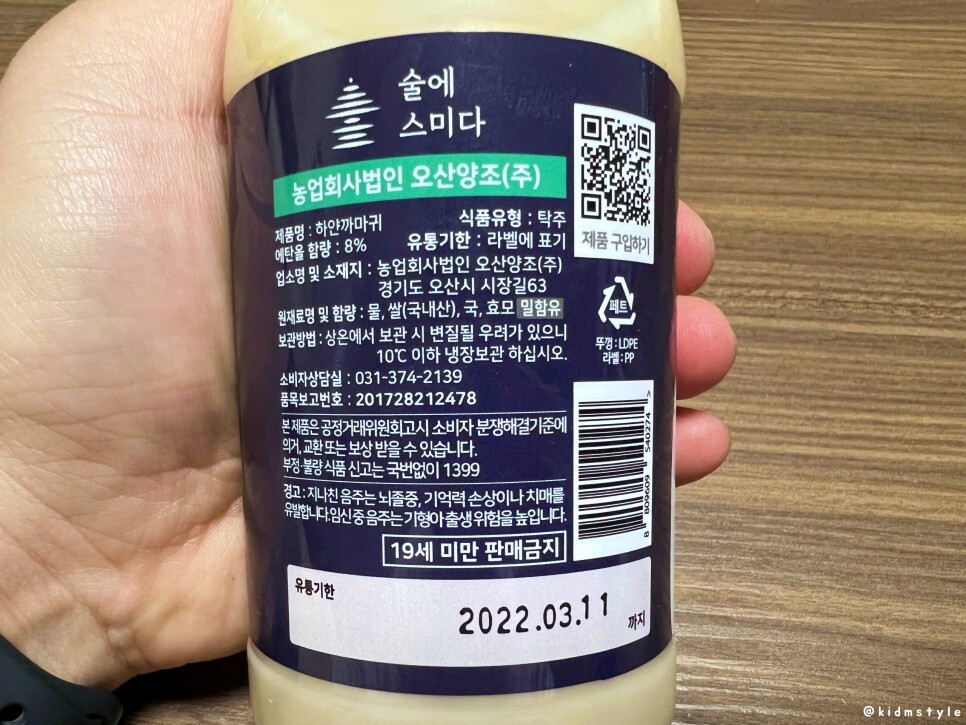 술에
스미다
농업회사법인 오산양조(주)
제품명 : 하얀까마귀
식품유형 : 탁주
에탄올 함량 : 8%
유통기한 : 라벨에 표기
업소명 및 소재지 : 농업회사법인 오산양조(주)
경기도 오산시 시장길63
원재료명 및 함량 : 물, 쌀(국내산), 국, 효모 밀함유
보관방법 : 상온에서 보관 시 변질될 우려가 있으니
10℃ 이하 냉장보관 하십시오.
소비자상담실 : 031-374-2139
품목보고번호 : 201728212478
본 제품은 공정거래위원회고시 소비자 분쟁해결기준에
의거, 교환 또는 보상 받을 수 있습니다.
부정·불량 식품 신고는 국번없이 1399
경고 : 지나친 음주는 뇌졸중, 기억력 손상이나 치매를
유발합니다. 임신 중 음주는 기형아 출생 위험을 높입니다.
19세 미만 판매금지
제품 구입하기
페트
뚜껑 : LDPE
라벨 : PP
8 809609 540274 >
유통기한
2022.03.11
까지
@kidmstyle